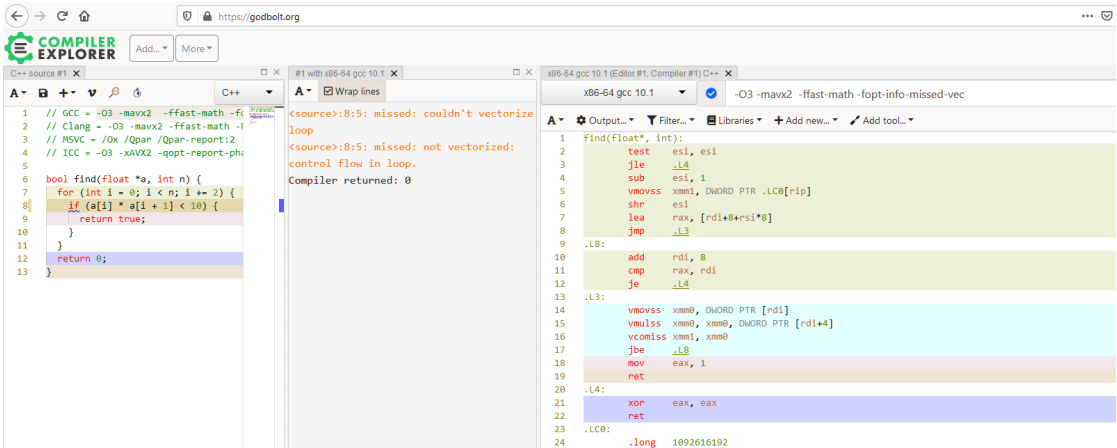 https://godbolt.org
COMPILER
EXPLORER
Add...
More
C++ source #1 X
A
C++
1 // GCC = -O3 -mavx2 -ffast-math -fo
2 // Clang = -O3 -mavx2 -ffast-math
3 // MSVC = /Ox /Qpar /Qpar-report:2
4 // ICC = -O3 -xAVX2 -qopt-report-pha
5
6 bool find(float *a, int n) {
7 for (int i = 0; i < n; i += 2) {
8 if (a[i] * a[i + 1] < 10) {
9 return true;
10 }
11 }
12 return 0;
13 }
#1 with x86-64 gcc 10.1 X
A Wrap lines
<source>:8:5: missed: couldn't vectorize
loop
<source>:8:5: missed: not vectorized:
control flow in loop.
Compiler returned: 0
x86-64 gcc 10.1 (Editor #1, Compiler #1) C++ X
x86-64 gcc 10.1
-O3 -mavx2 -ffast-math -fopt-info-missed-vec
A Output... Filter... Libraries + Add new... Add tool...
1 find(float*, int):
2 test esi, esi
3 jle .L4
4 sub esi, 1
5 vmovss xmm1, DWORD PTR .LC0[rip]
6 shr esi
7 lea rax, [rdi+8+rsi*8]
8 jmp .L3
9 .L8:
10 add rdi, 8
11 cmp rax, rdi
12 je .L4
13 .L3:
14 vmovss xmm0, DWORD PTR [rdi]
15 vmulss xmm0, xmm0, DWORD PTR [rdi+4]
16 vcomiss xmm1, xmm0
17 jbe .L8
18 mov eax, 1
19 ret
20 .L4:
21 xor eax, eax
22 ret
23 .LC0:
24 .long 1092616192